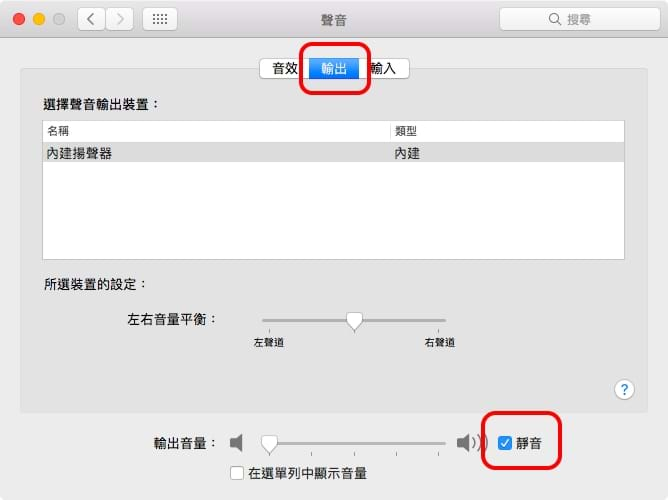 聲音
搜尋
音效 輸出 輸入
選擇聲音輸出裝置：
名稱 類型
內建揚聲器 內建
所選裝置的設定：
左右音量平衡：
左聲道 右聲道
?
輸出音量： 靜音
在選單列中顯示音量